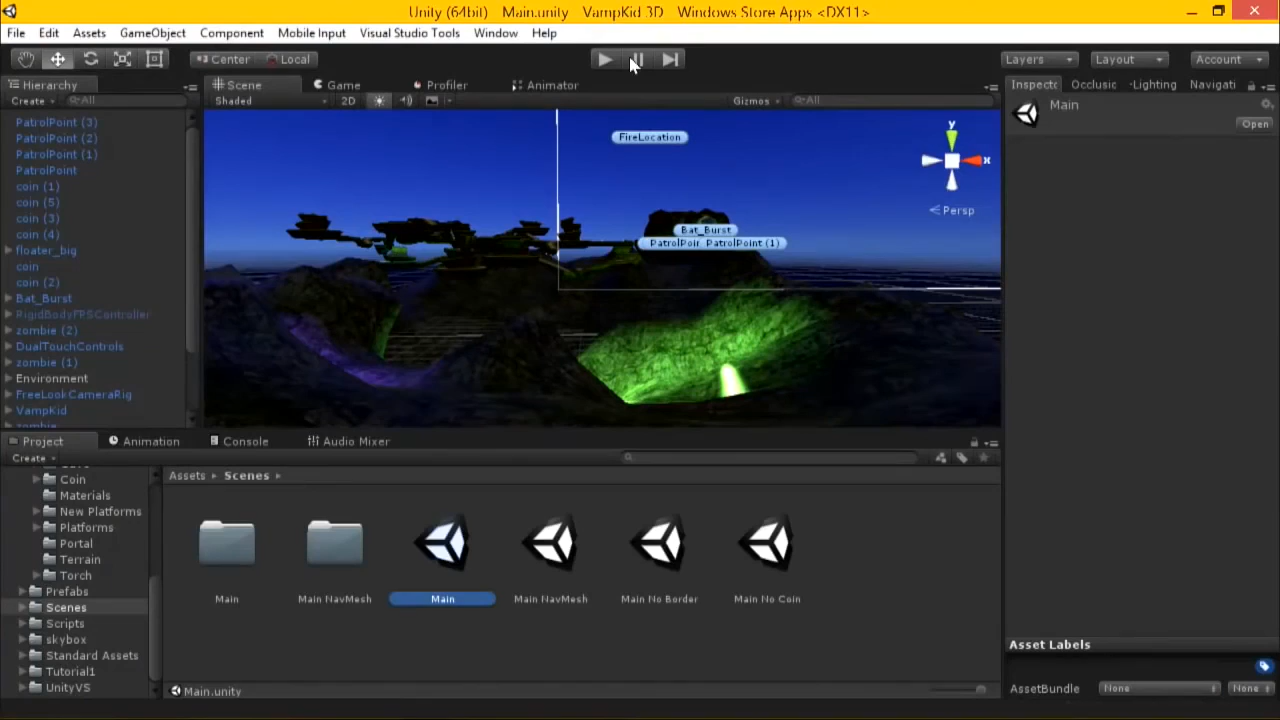 Unity (64bit) - Main.unity - VampKid 3D - Windows Store Apps <DX11>
File Edit Assets GameObject Component Mobile Input Visual Studio Tools Window Help
Center Local Layers Layout Account
Hierarchy Scene Game Profiler Animator Inspecto Occlusic Lighting Navigati
Create All Shaded 2D Gizmos All
Main
Open
PatrolPoint (3)
PatrolPoint (2)
PatrolPoint (1)
PatrolPoint
coin (1)
coin (5)
coin (3)
coin (4)
floater_big
coin
coin (2)
Bat_Burst
RigidBodyFPSController
zombie (2)
DualTouchControls
zombie (1)
Environment
FreeLookCameraRig
VampKid
zombie
FireLocation
Bat_Burst
PatrolPoir PatrolPoint (1)
y
x
Persp
Project Animation Console Audio Mixer
Create
Coin
Materials
New Platforms
Platforms
Portal
Terrain
Torch
Prefabs
Scenes
Scripts
skybox
Standard Assets
Tutorial1
UnityVS
Assets Scenes
Main Main NavMesh Main Main NavMesh Main No Border Main No Coin
Main.unity
Asset Labels
AssetBundle None None